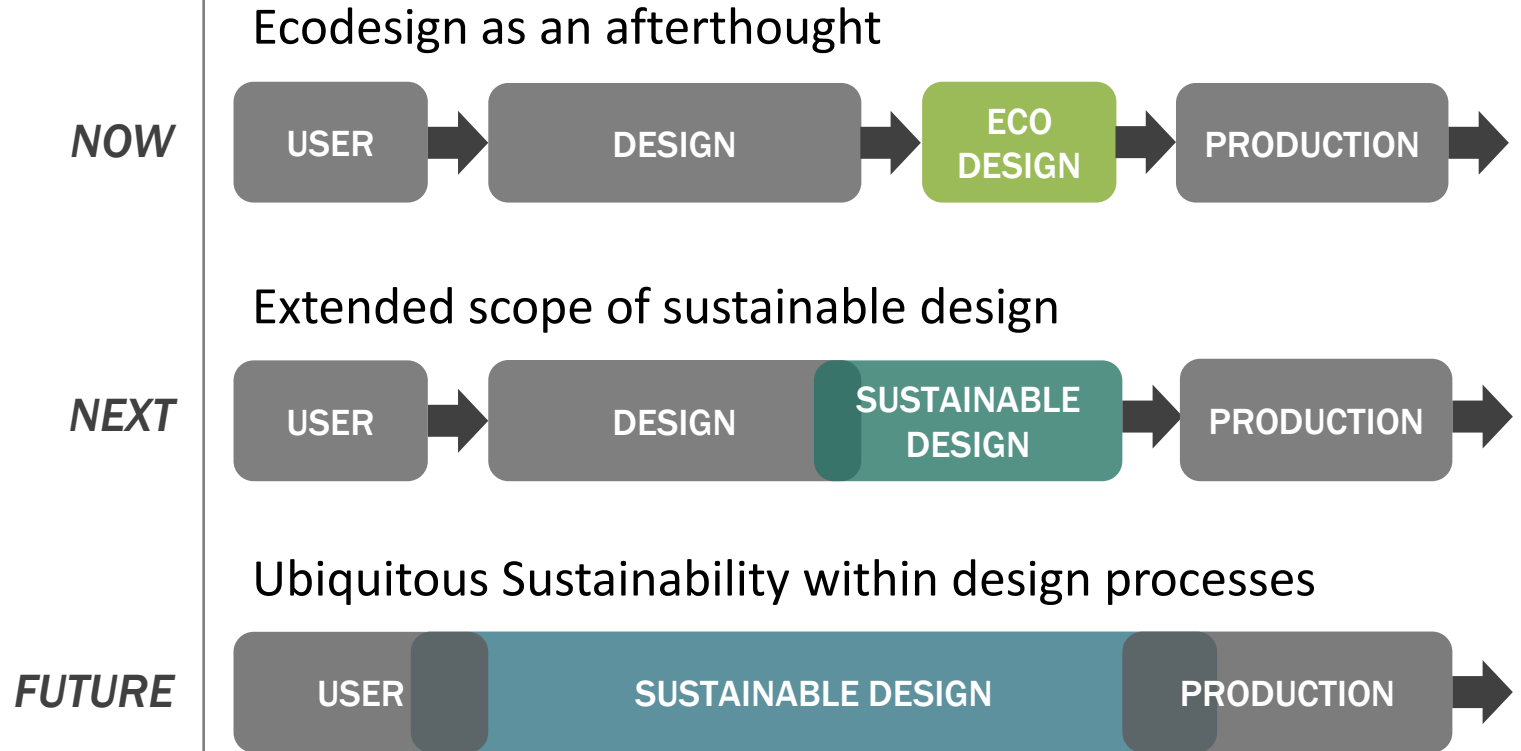 Ecodesign as an afterthought
NOW
USER
DESIGN
ECO
DESIGN
PRODUCTION
Extended scope of sustainable design
NEXT
USER
DESIGN
SUSTAINABLE
DESIGN
PRODUCTION
Ubiquitous Sustainability within design processes
FUTURE
USER
SUSTAINABLE DESIGN
PRODUCTION